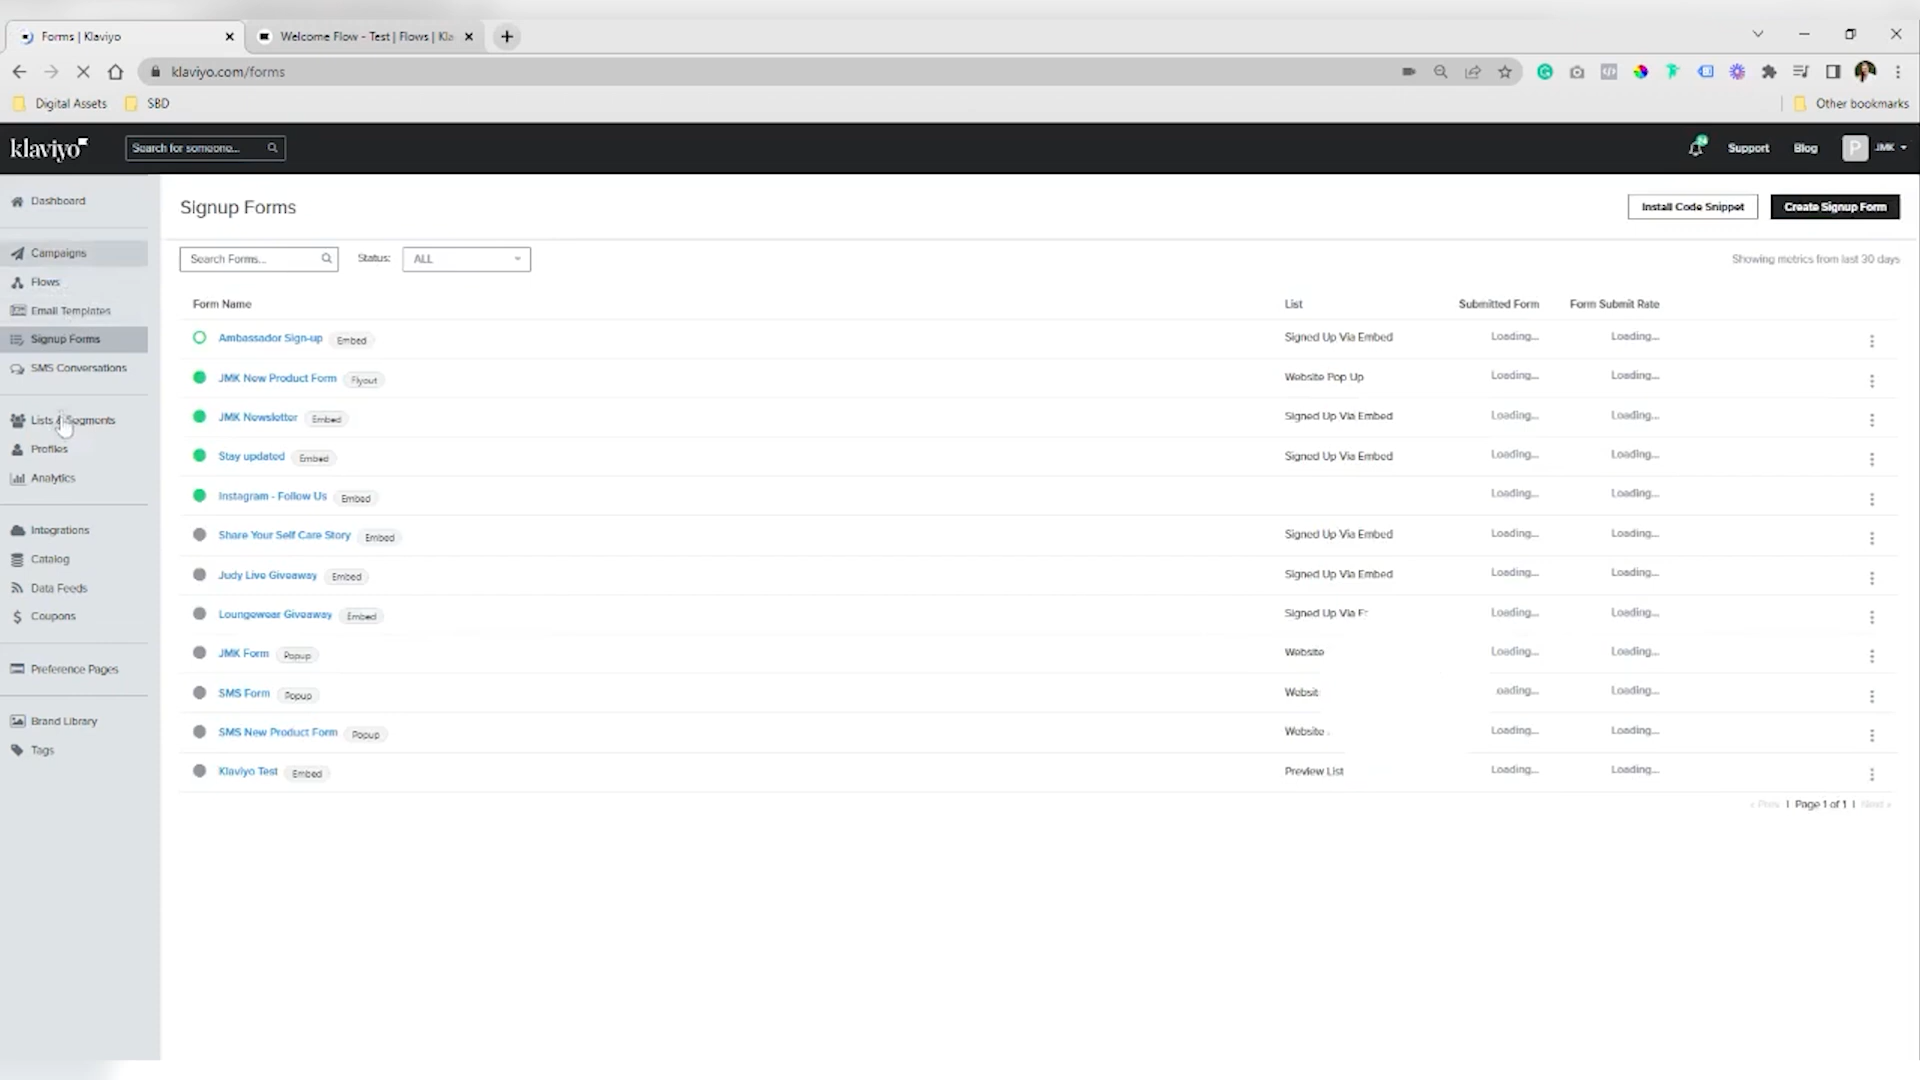 Forms | Klaviyo
Welcome Flow - Test | Flows | Kla
klaviyo.com/forms
Digital Assets
SBD
Other bookmarks
klaviyo
Search for someone...
Support
Blog
P
JMK
Dashboard
Campaigns
Flows
Email Templates
Signup Forms
SMS Conversations
Lists & Segments
Profiles
Analytics
Integrations
Catalog
Data Feeds
Coupons
Preference Pages
Brand Library
Tags
Signup Forms
Install Code Snippet
Create Signup Form
Search Forms...
Status:
ALL
Showing metrics from last 30 days
Form Name List Submitted Form Form Submit Rate
Ambassador Sign-up Embed Signed Up Via Embed Loading... Loading...
JMK New Product Form Flyout Website Pop Up Loading... Loading...
JMK Newsletter Embed Signed Up Via Embed Loading... Loading...
Stay updated Embed Signed Up Via Embed Loading... Loading...
Instagram - Follow Us Embed Loading... Loading...
Share Your Self Care Story Embed Signed Up Via Embed Loading... Loading...
Judy Live Giveaway Embed Signed Up Via Embed Loading... Loading...
Loungewear Giveaway Embed Signed Up Via Loading... Loading...
JMK Form Popup Website Loading... Loading...
SMS Form Popup Websit oading... Loading...
SMS New Product Form Popup Website Loading... Loading...
Klaviyo Test Embed Preview List Loading... Loading...
< Prev | Page 1 of 1 | Next >